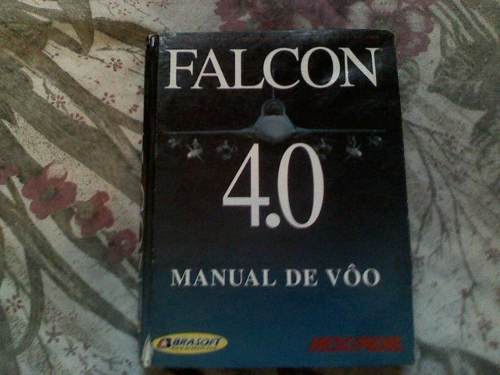 FALCON
4.0
MANUAL DE VÔO
BRASOFT
MICROPROSE